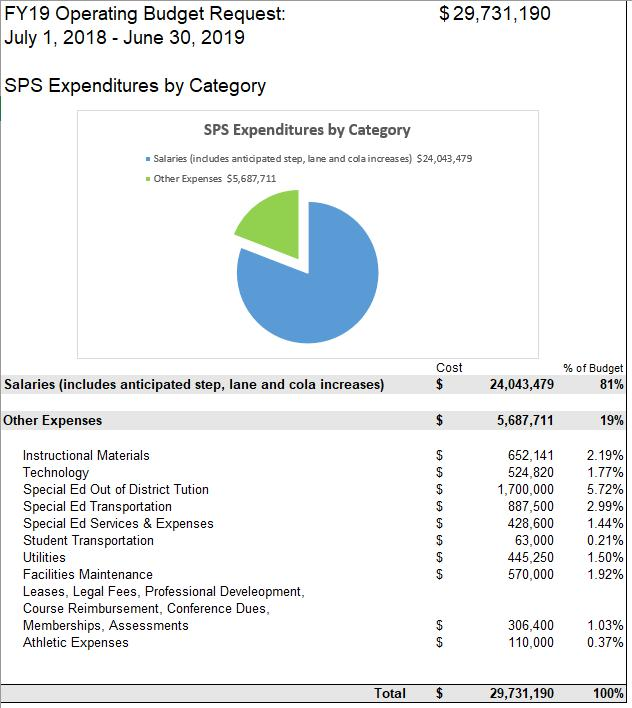 FY19 Operating Budget Request: $29,731,190
July 1, 2018 - June 30, 2019
SPS Expenditures by Category
SPS Expenditures by Category
Salaries (includes anticipated step, lane and cola increases) $24,043,479
Other Expenses $5,687,711
Cost % of Budget
Salaries (includes anticipated step, lane and cola increases) $ 24,043,479 81%
Other Expenses $ 5,687,711 19%
Instructional Materials $ 652,141 2.19%
Technology $ 524,820 1.77%
Special Ed Out of District Tution $ 1,700,000 5.72%
Special Ed Transportation $ 887,500 2.99%
Special Ed Services & Expenses $ 428,600 1.44%
Student Transportation $ 63,000 0.21%
Utilities $ 445,250 1.50%
Facilities Maintenance $ 570,000 1.92%
Leases, Legal Fees, Professional Develeopment,
Course Reimbursement, Conference Dues,
Memberships, Assessments $ 306,400 1.03%
Athletic Expenses $ 110,000 0.37%
Total $ 29,731,190 100%